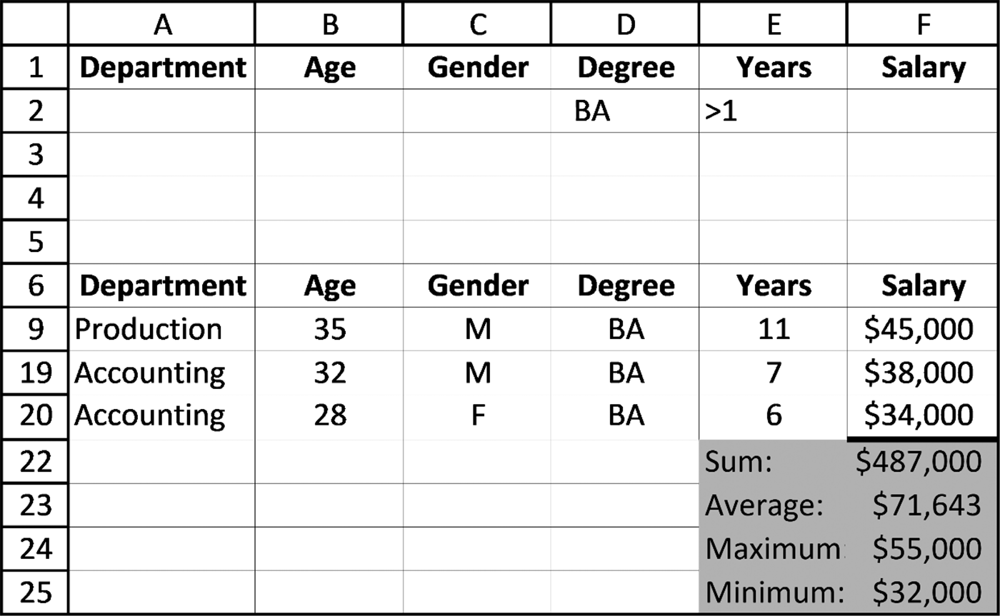 A B C D E F
1 Department Age Gender Degree Years Salary
2 BA >1
3
4
5
6 Department Age Gender Degree Years Salary
9 Production 35 M BA 11 $45,000
19 Accounting 32 M BA 7 $38,000
20 Accounting 28 F BA 6 $34,000
22 Sum: $487,000
23 Average: $71,643
24 Maximum: $55,000
25 Minimum: $32,000